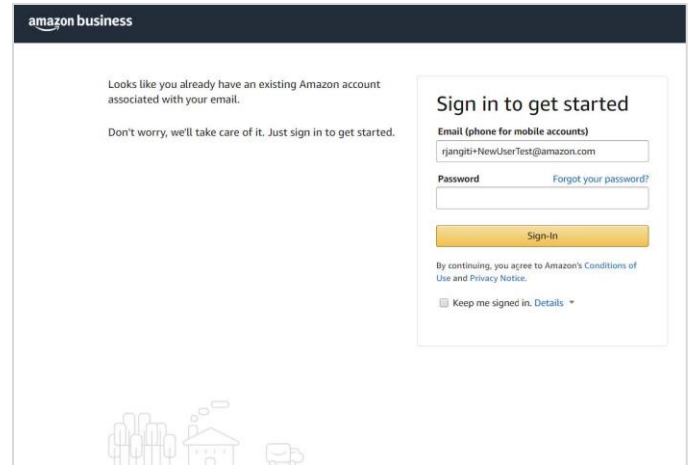 amazon business
Looks like you already have an existing Amazon account
associated with your email.
Don't worry, we'll take care of it. Just sign in to get started.
Sign in to get started
Email (phone for mobile accounts)
rjangiti+NewUserTest@amazon.com
Password Forgot your password?
Sign-In
By continuing, you agree to Amazon's Conditions of
Use and Privacy Notice.
Keep me signed in. Details